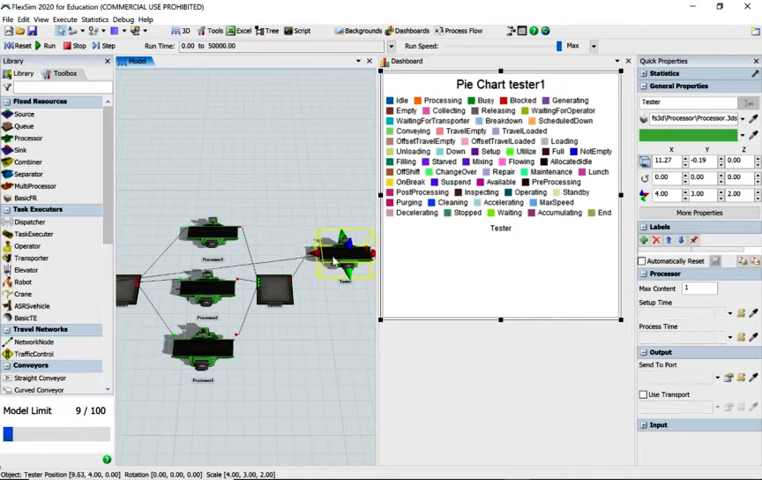 FlexSim 2020 for Education (COMMERCIAL USE PROHIBITED)
File Edit View Execute Statistics Debug Help
3D Tools Excel Tree Script Backgrounds Dashboards Process Flow
Reset Run Stop Step Run Time: 0.00 to 50000.00 Run Speed: Max
Library
Library Toolbox
Fixed Resources
Source
Queue
Processor
Sink
Combiner
Separator
MultiProcessor
BasicFR
Task Executers
Dispatcher
TaskExecuter
Operator
Transporter
Elevator
Robot
Crane
ASRSvehicle
BasicTE
Travel Networks
NetworkNode
TrafficControl
Conveyors
Straight Conveyor
Curved Conveyor
Model Limit 9 / 100
Model
Dashboard
Pie Chart tester1
Idle Processing Busy Blocked Generating
Empty Collecting Releasing WaitingForOperator
WaitingForTransporter Breakdown ScheduledDown
Conveying TravelEmpty TravelLoaded
OffsetTravelEmpty OffsetTravelLoaded Loading
Unloading Down Setup Utilize Full NotEmpty
Filling Starved Mixing Flowing AllocatedIdle
OffShift ChangeOver Repair Maintenance Lunch
OnBreak Suspend Available PreProcessing
PostProcessing Inspecting Operating Standby
Purging Cleaning Accelerating MaxSpeed
Decelerating Stopped Waiting Accumulating End
Tester
Quick Properties
Statistics
General Properties
Tester
fs3d\Processor\Processor.3ds
X Y Z
11.27 -0.19 0.00
0.00 0.00 0.00
4.00 3.00 2.00
More Properties
Labels
Automatically Reset
Processor
Max Content 1
Setup Time
Process Time
Output
Send To Port
Use Transport
Input
Object: Tester Position [9.63, 4.00, 0.00] Rotation [0.00, 0.00, 0.00] Scale [4.00, 3.00, 2.00]